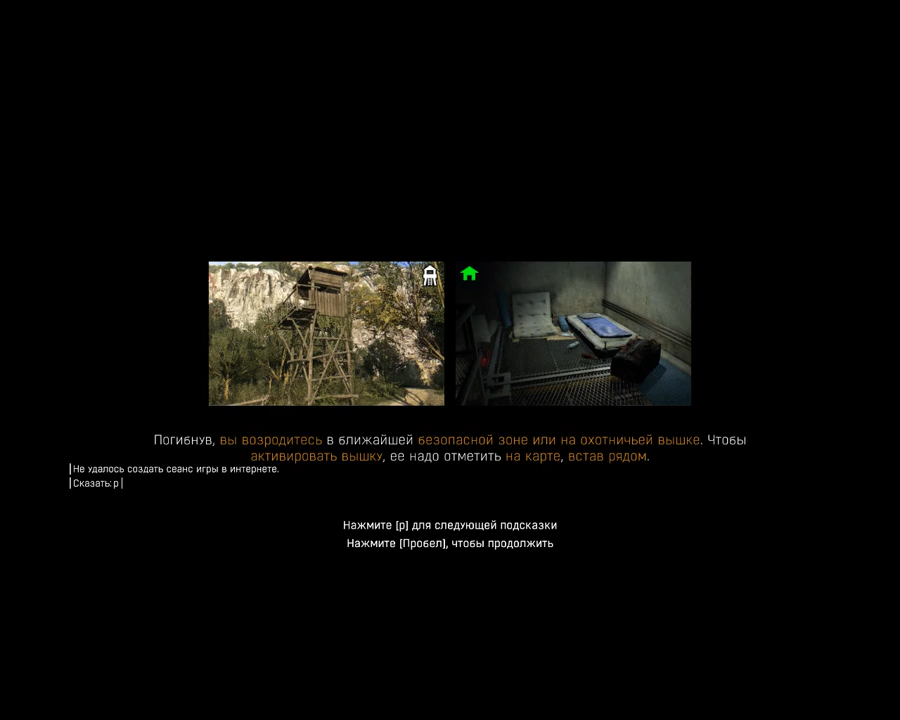 Погибнув, вы возродитесь в ближайшей безопасной зоне или на охотничьей вышке. Чтобы
активировать вышку, ее надо отметить на карте, встав рядом.
Не удалось создать сеанс игры в интернете.
Сказать: р
Нажмите [р] для следующей подсказки
Нажмите [Пробел], чтобы продолжить